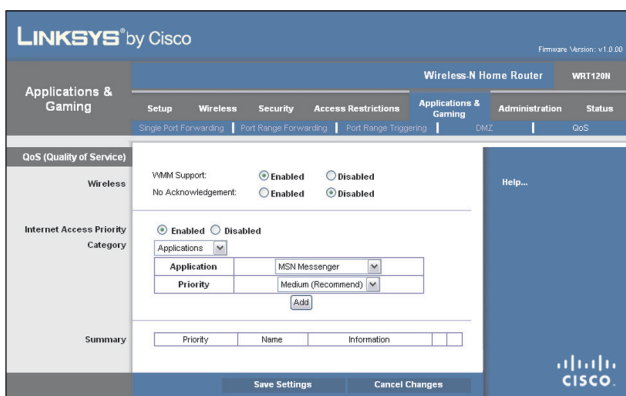 LINKSYS® by Cisco
Firmware Version: v1.0.00
Wireless-N Home Router WRT120N
Applications & Gaming
Setup Wireless Security Access Restrictions Applications & Gaming Administration Status
Single Port Forwarding Port Range Forwarding Port Range Triggering DMZ QoS
QoS (Quality of Service)
Wireless
WMM Support: Enabled Disabled
No Acknowledgement: Enabled Disabled
Help...
Internet Access Priority
Enabled Disabled
Category
Applications
Application MSN Messenger
Priority Medium (Recommend)
Add
Summary
Priority Name Information
Save Settings Cancel Changes
CISCO.